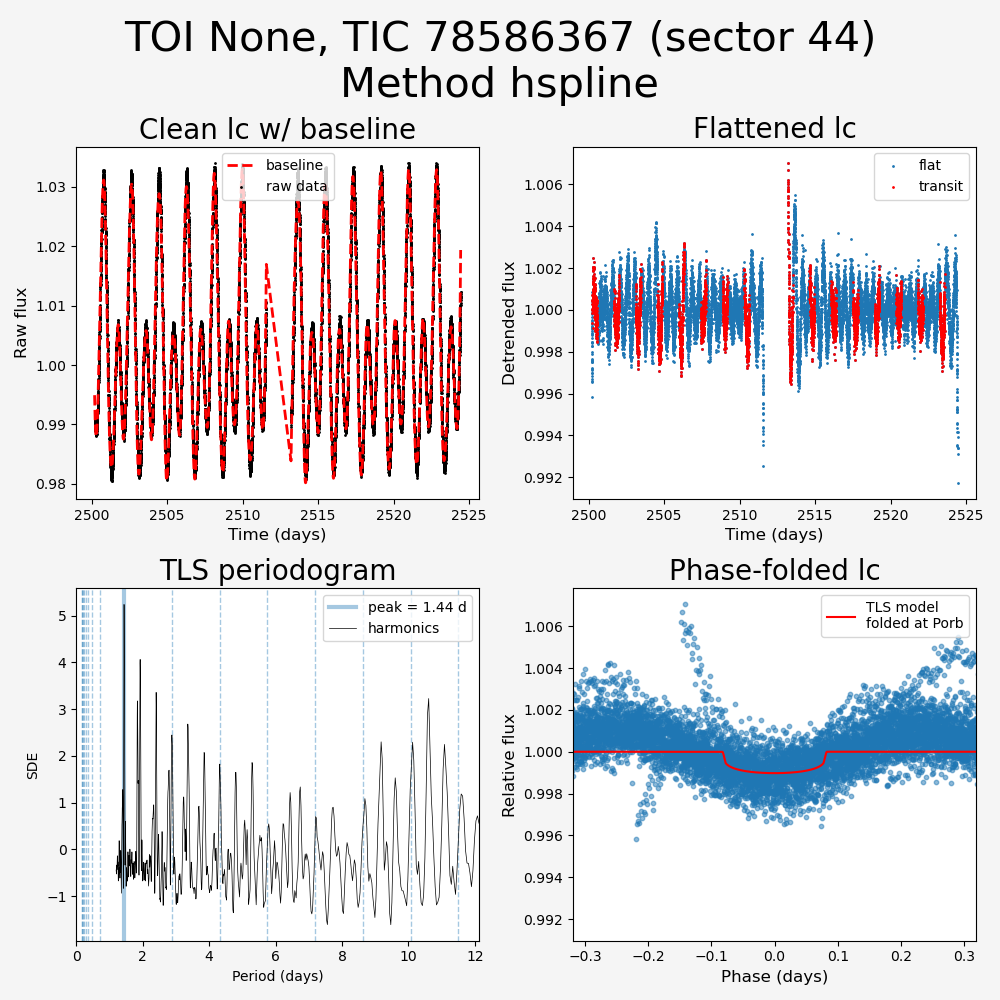 TOI None, TIC 78586367 (sector 44)
Method hspline
Clean lc w/ baseline
baseline
raw data
1.03
1.02
1.01
1.00
0.99
0.98
Raw flux
2500
2505
2510
2515
2520
2525
Time (days)
Flattened lc
flat
transit
1.006
1.004
1.002
1.000
0.998
0.996
0.994
0.992
Detrended flux
2500
2505
2510
2515
2520
2525
Time (days)
TLS periodogram
peak = 1.44 d
harmonics
5
4
3
2
1
0
−1
SDE
0
2
4
6
8
10
12
Period (days)
Phase-folded lc
TLS model
folded at Porb
1.006
1.004
1.002
1.000
0.998
0.996
0.994
0.992
Relative flux
−0.3
−0.2
−0.1
0.0
0.1
0.2
0.3
Phase (days)